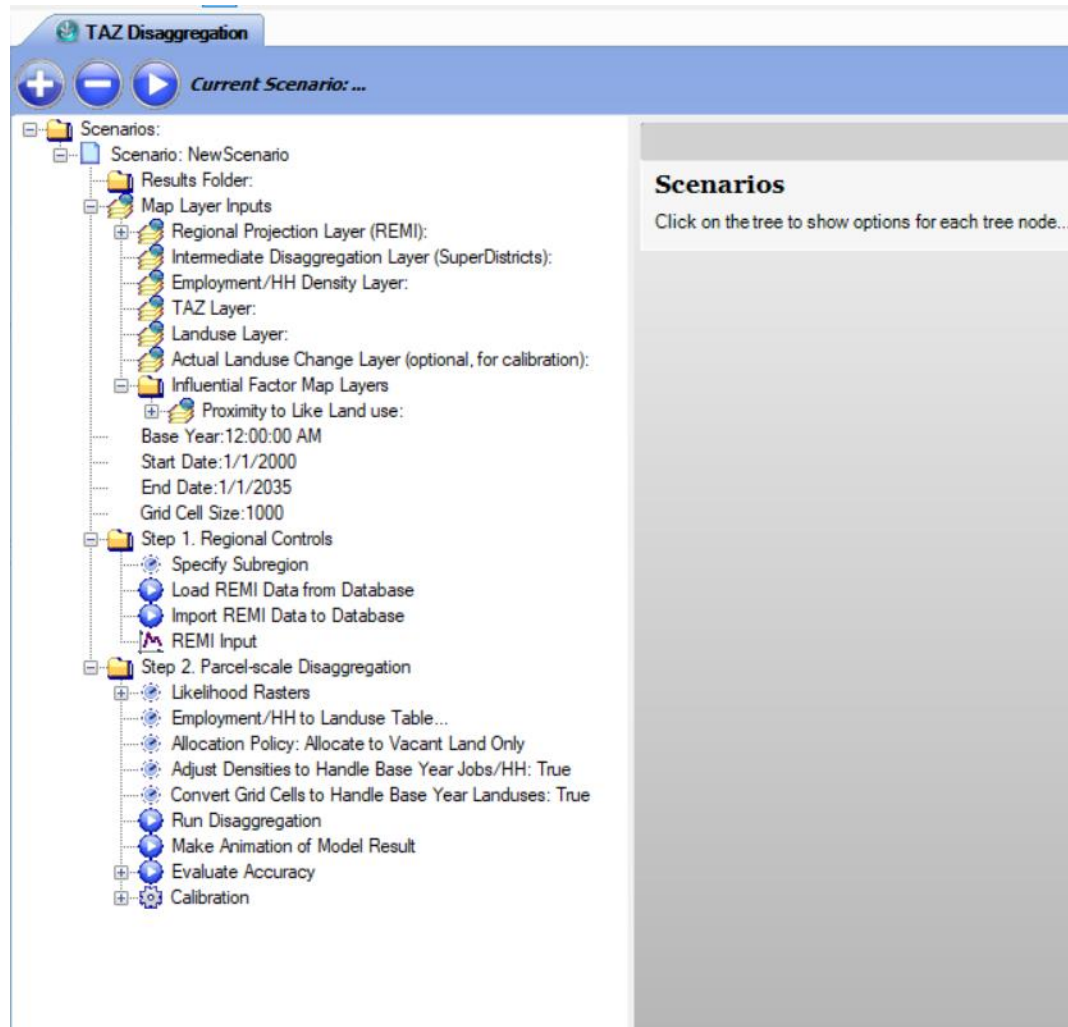 TAZ Disaggregation
Current Scenario: ...
Scenarios:
Scenario: NewScenario
Results Folder:
Map Layer Inputs
Regional Projection Layer (REMI):
Intermediate Disaggregation Layer (SuperDistricts):
Employment/HH Density Layer:
TAZ Layer:
Landuse Layer:
Actual Landuse Change Layer (optional, for calibration):
Influential Factor Map Layers
Proximity to Like Land use:
Base Year:12:00:00 AM
Start Date:1/1/2000
End Date:1/1/2035
Grid Cell Size:1000
Step 1. Regional Controls
Specify Subregion
Load REMI Data from Database
Import REMI Data to Database
REMI Input
Step 2. Parcel-scale Disaggregation
Likelihood Rasters
Employment/HH to Landuse Table...
Allocation Policy: Allocate to Vacant Land Only
Adjust Densities to Handle Base Year Jobs/HH: True
Convert Grid Cells to Handle Base Year Landuses: True
Run Disaggregation
Make Animation of Model Result
Evaluate Accuracy
Calibration
Scenarios
Click on the tree to show options for each tree node...